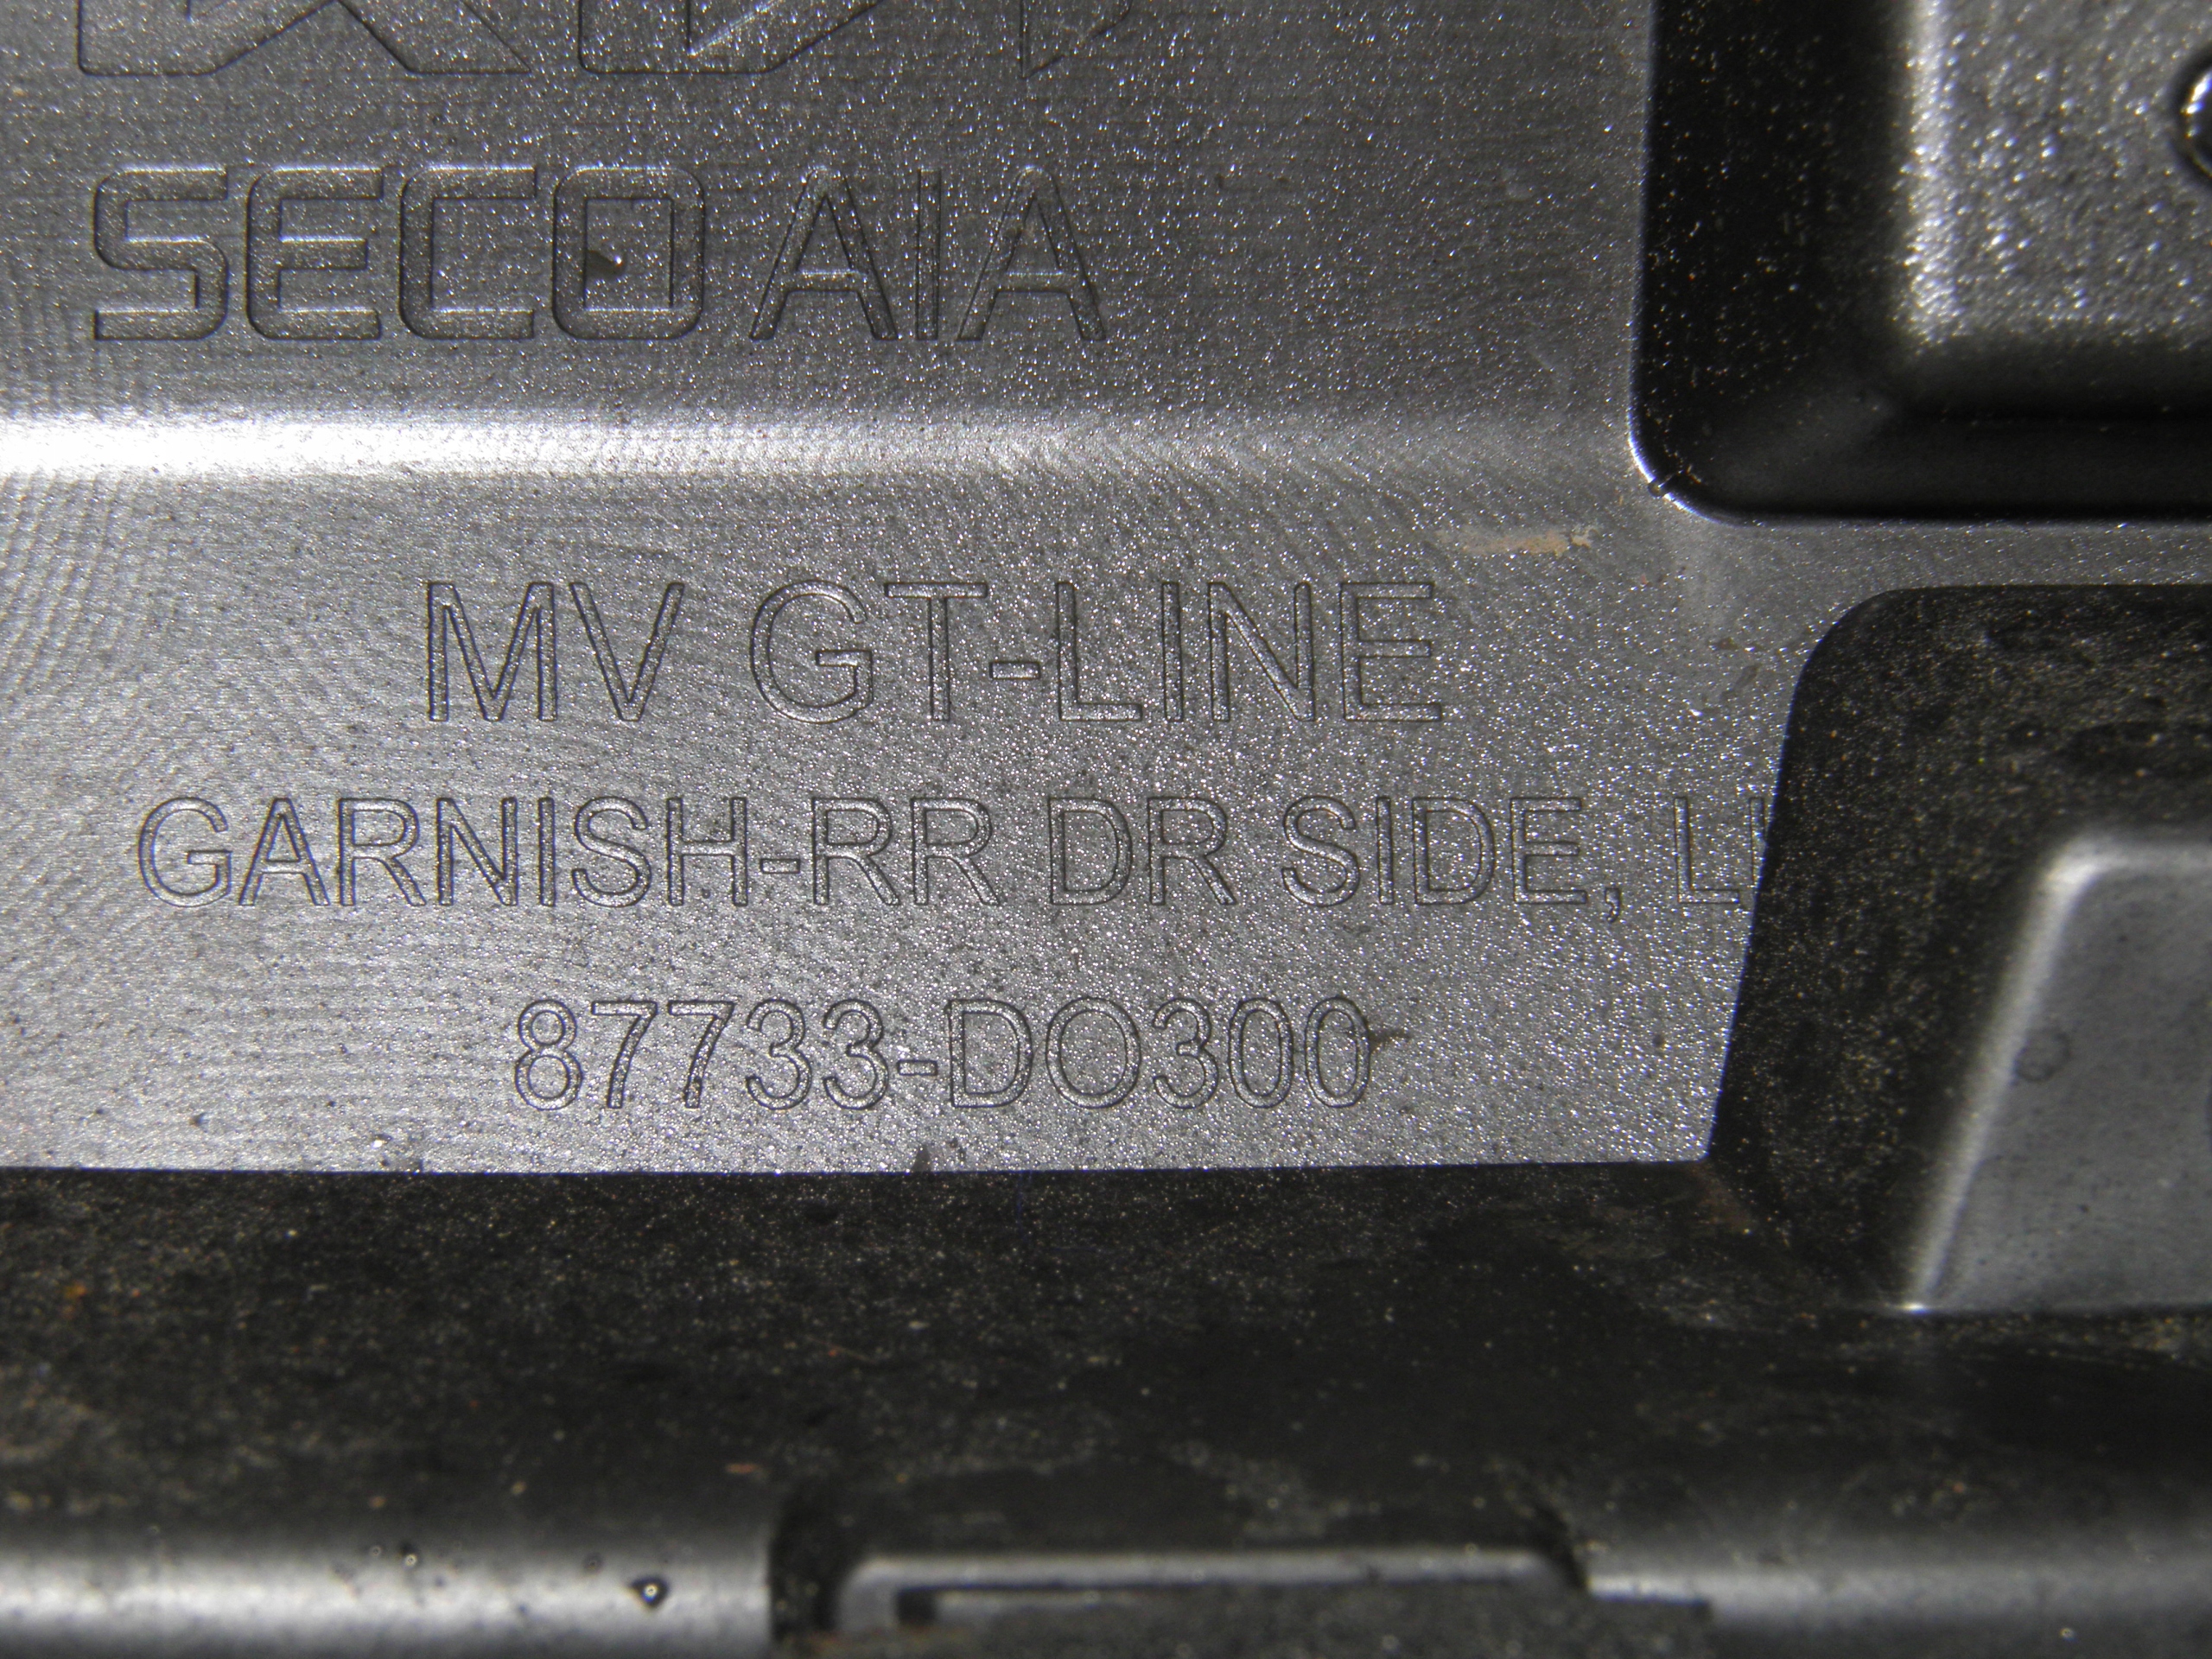 SECO AIA
MV GT-LINE
GARNISH-RR DR SIDE,
87733-DO300